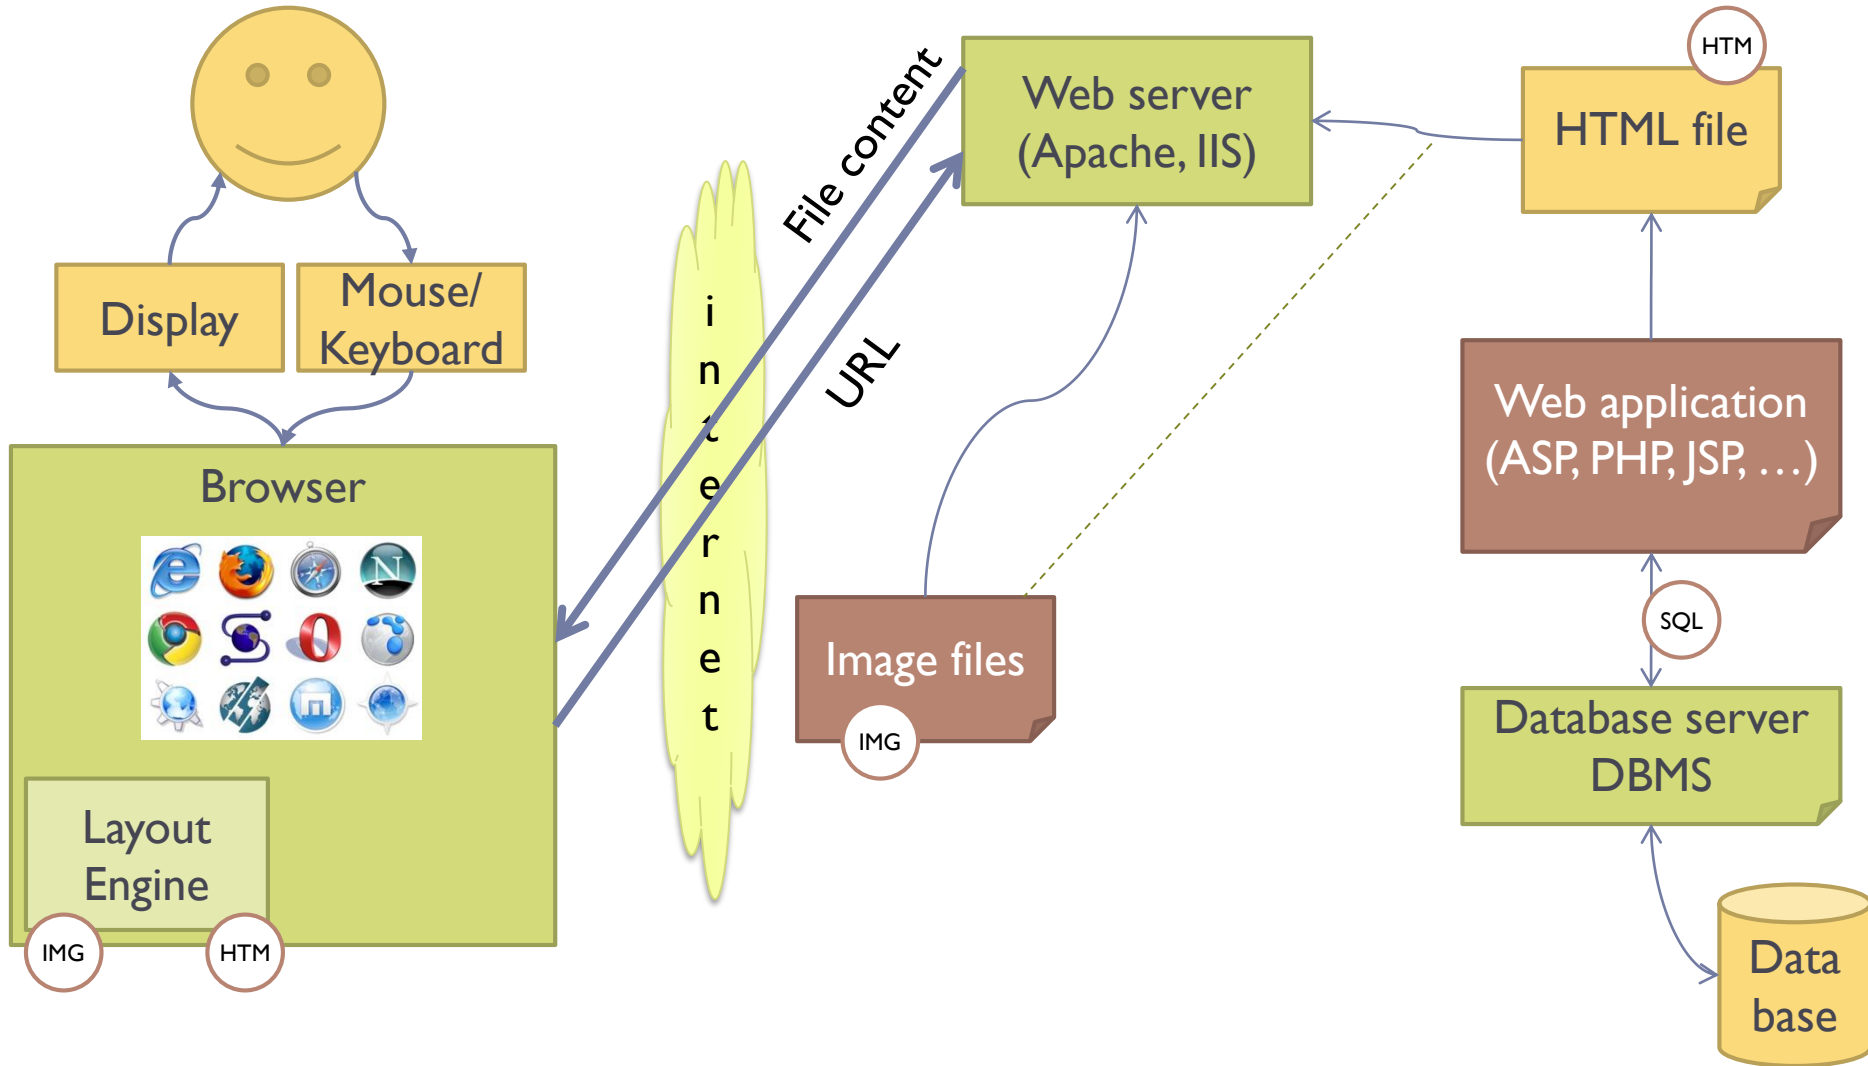 HTM
Web server
(Apache, IIS)
HTML file
File content
Display
Mouse/
Keyboard
internet
URL
Web application
(ASP, PHP, JSP, …)
Browser
N
SQL
Image files
IMG
Database server
DBMS
Layout
Engine
IMG
HTM
Data
base